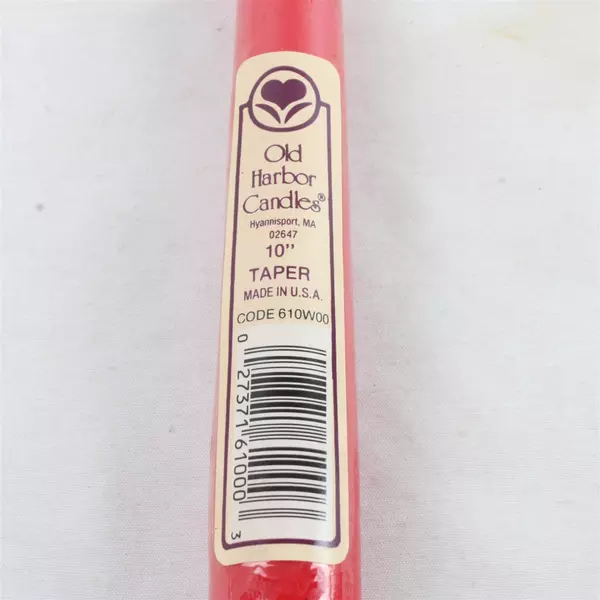 Old
Harbor
Candles®
Hyannisport, MA
02647
10''
TAPER
MADE IN U.S.A.
CODE 610W00
0 27371 61000 3